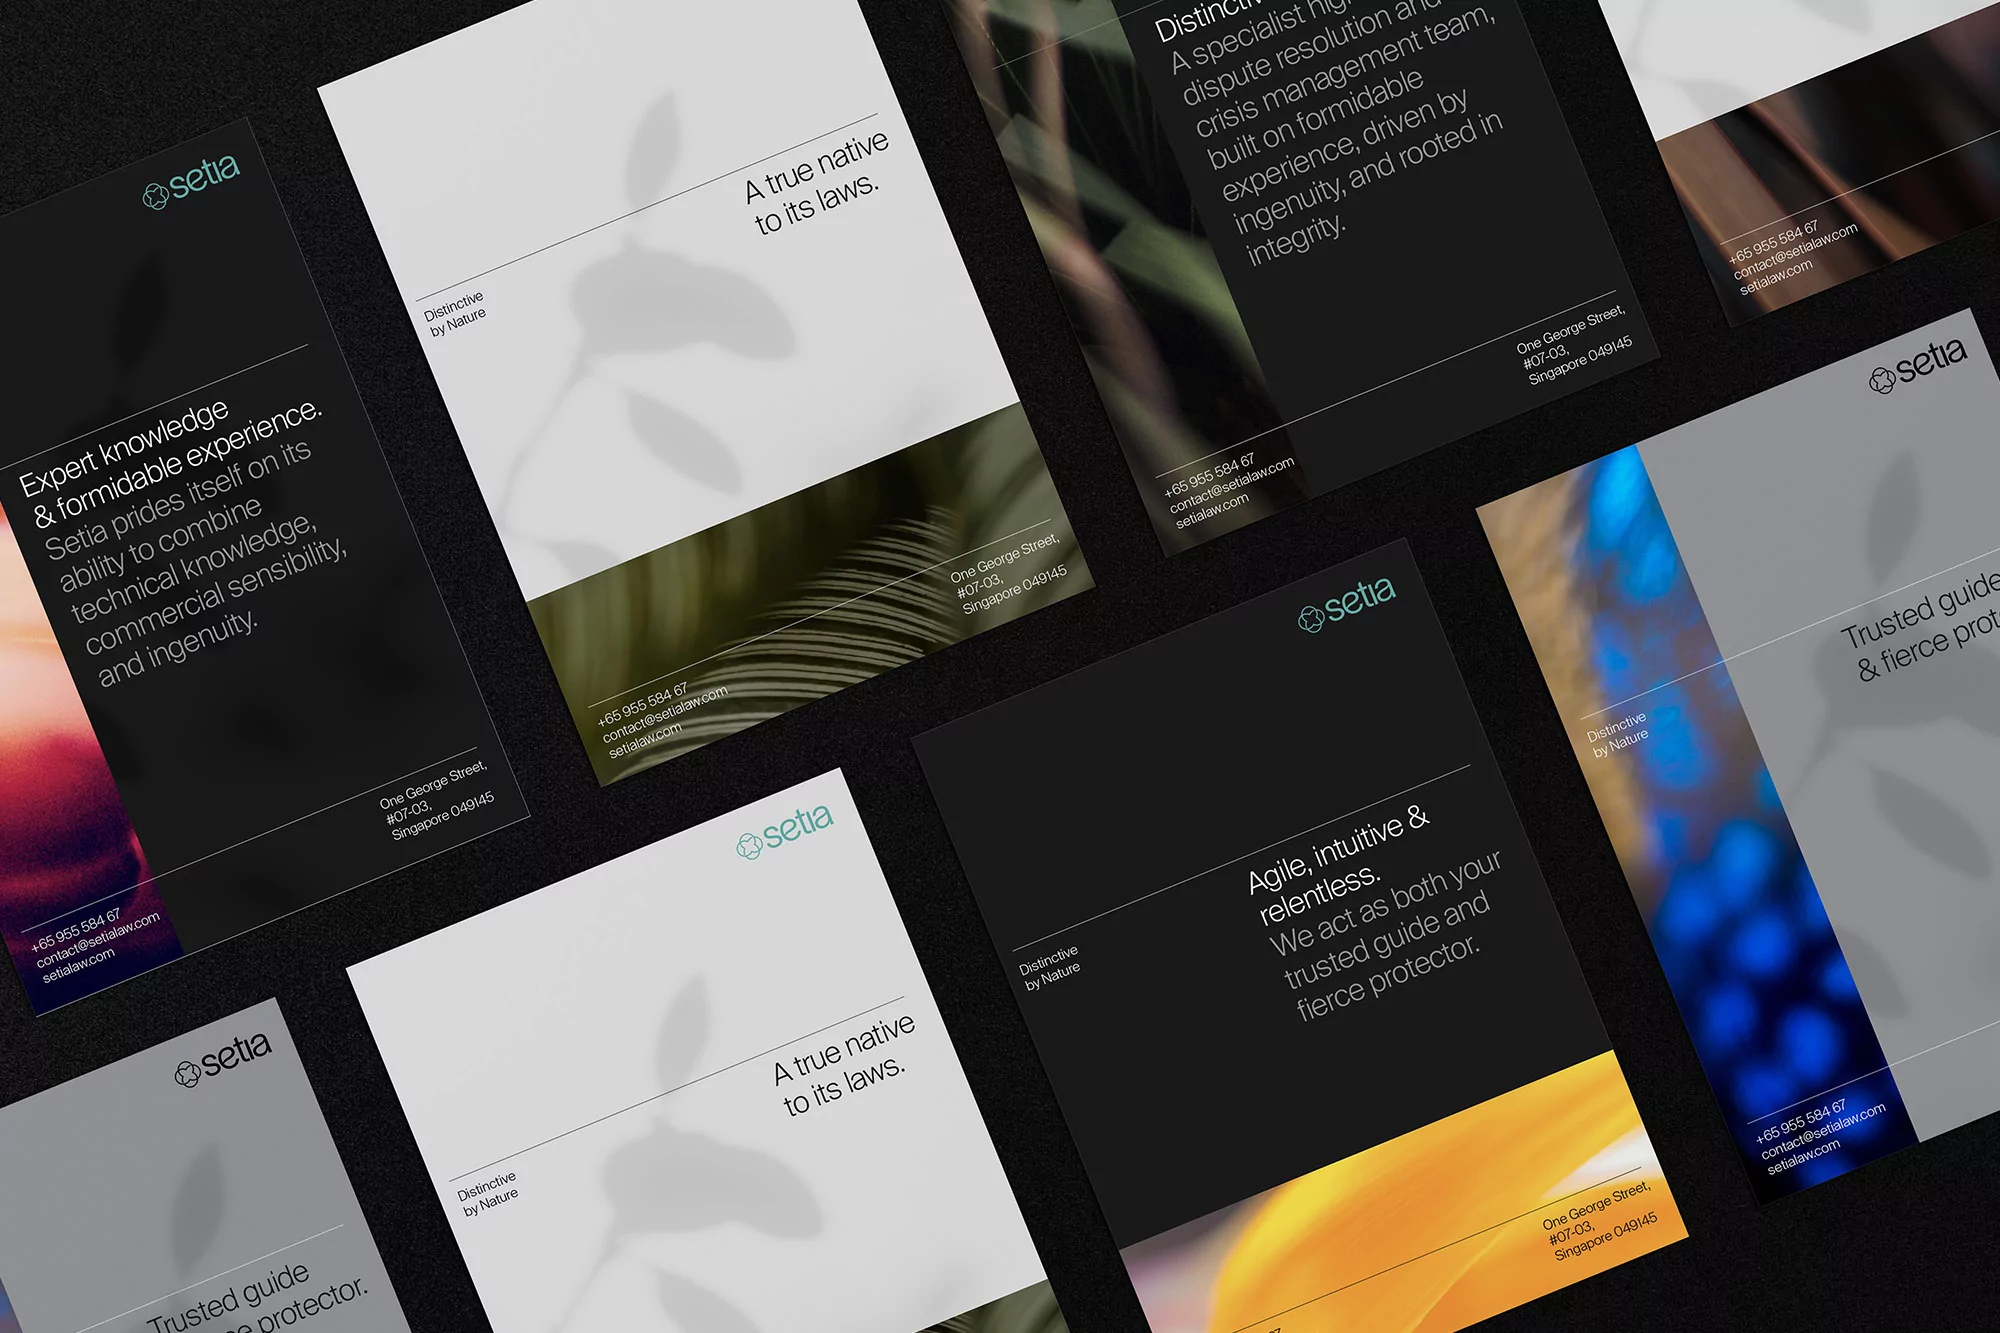 setia
Expert knowledge
& formidable experience.
Setia prides itself on its
ability to combine
technical knowledge,
commercial sensibility,
and ingenuity.
One George Street,
#07-03,
Singapore 049145
+65 955 584 67
contact@setialaw.com
setialaw.com
A true native
to its laws.
Distinctive
by Nature
One George Street,
#07-03,
Singapore 049145
+65 955 584 67
contact@setialaw.com
setialaw.com
A specialist
dispute resolution and
crisis management team,
built on formidable
experience, driven by
ingenuity, and rooted in
integrity.
One George Street,
#07-03,
Singapore 049145
+65 955 584 67
contact@setialaw.com
setialaw.com
+65 955 584 67
contact@setialaw.com
setialaw.com
setia
Trusted guide
protector.
setia
A true native
to its laws.
Distinctive
by Nature
setia
Agile, intuitive &
relentless.
We act as both your
trusted guide and
fierce protector.
Distinctive
by Nature
One George Street,
#07-03,
Singapore 049145
setia
Trusted guide
& fierce
Distinctive
by Nature
+65 955 584 67
contact@setialaw.com
setialaw.com